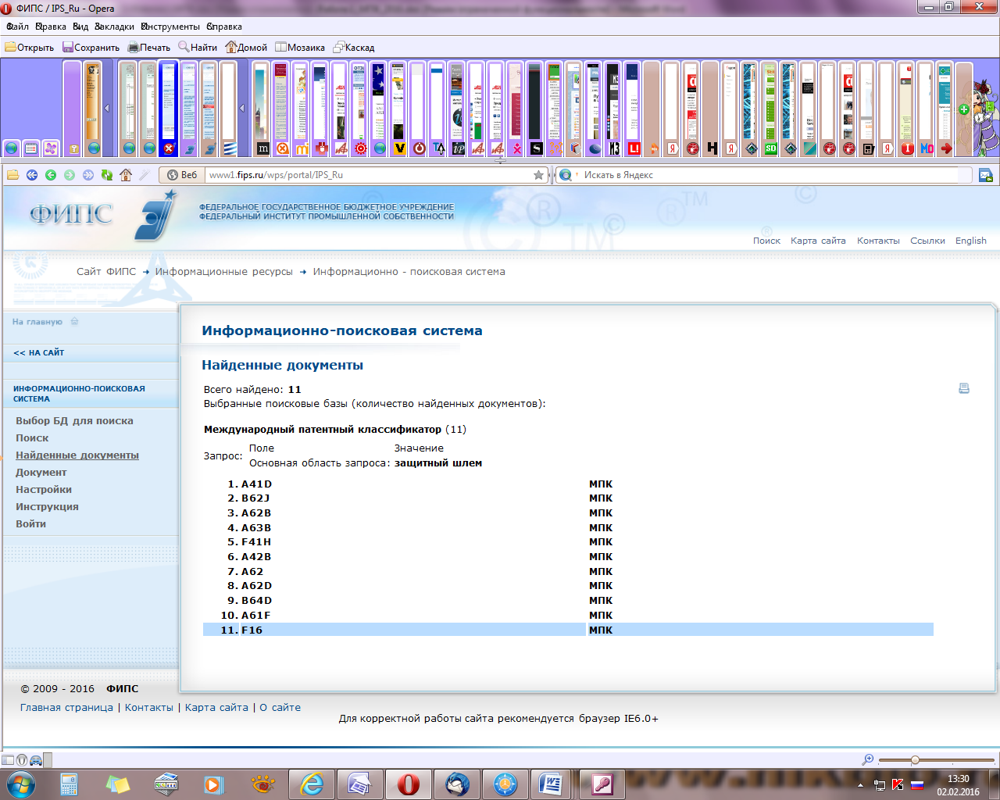 ФИПС / IPS_Ru - Opera
Файл Правка Вид Закладки Инструменты Справка
Открыть Сохранить Печать Найти Домой Мозаика Каскад
Веб www1.fips.ru/wps/portal/IPS_Ru Искать в Яндекс
ФИПС
ФЕДЕРАЛЬНОЕ ГОСУДАРСТВЕННОЕ БЮДЖЕТНОЕ УЧРЕЖДЕНИЕ
ФЕДЕРАЛЬНЫЙ ИНСТИТУТ ПРОМЫШЛЕННОЙ СОБСТВЕННОСТИ
Поиск Карта сайта Контакты Ссылки English
Сайт ФИПС → Информационные ресурсы → Информационно - поисковая система
На главную
<< НА САЙТ
ИНФОРМАЦИОННО-ПОИСКОВАЯ
СИСТЕМА
Выбор БД для поиска
Поиск
Найденные документы
Документ
Настройки
Инструкция
Войти
Информационно-поисковая система
Найденные документы
Всего найдено: 11
Выбранные поисковые базы (количество найденных документов):
Международный патентный классификатор (11)
Запрос: Поле Значение
Основная область запроса: защитный шлем
1. A41D МПК
2. B62J МПК
3. A62B МПК
4. A63B МПК
5. F41H МПК
6. A42B МПК
7. A62 МПК
8. A62D МПК
9. B64D МПК
10. A61F МПК
11. F16 МПК
© 2009 - 2016 ФИПС
Главная страница | Контакты | Карта сайта | О сайте
Для корректной работы сайта рекомендуется браузер IE6.0+
13:30
02.02.2016